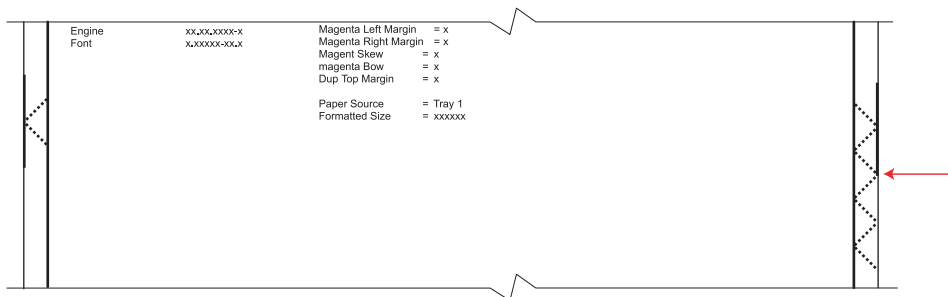 Engine xx.xx.xxxx-x
Font x.xxxxx-xx.x
Magenta Left Margin = x
Magenta Right Margin = x
Magent Skew = x
magenta Bow = x
Dup Top Margin = x
Paper Source = Tray 1
Formatted Size = xxxxxx